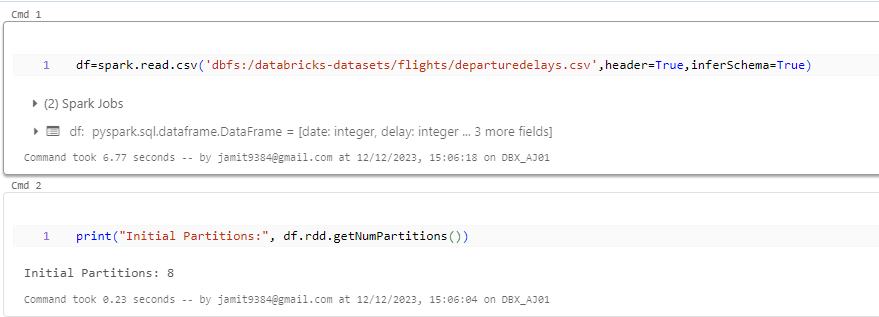 Cmd 1
1 df=spark.read.csv('dbfs:/databricks-datasets/flights/departuredelays.csv',header=True,inferSchema=True)
(2) Spark Jobs
df: pyspark.sql.dataframe.DataFrame = [date: integer, delay: integer ... 3 more fields]
Command took 6.77 seconds -- by jamit9384@gmail.com at 12/12/2023, 15:06:18 on DBX_AJ01
Cmd 2
1 print("Initial Partitions:", df.rdd.getNumPartitions())
Initial Partitions: 8
Command took 0.23 seconds -- by jamit9384@gmail.com at 12/12/2023, 15:06:04 on DBX_AJ01